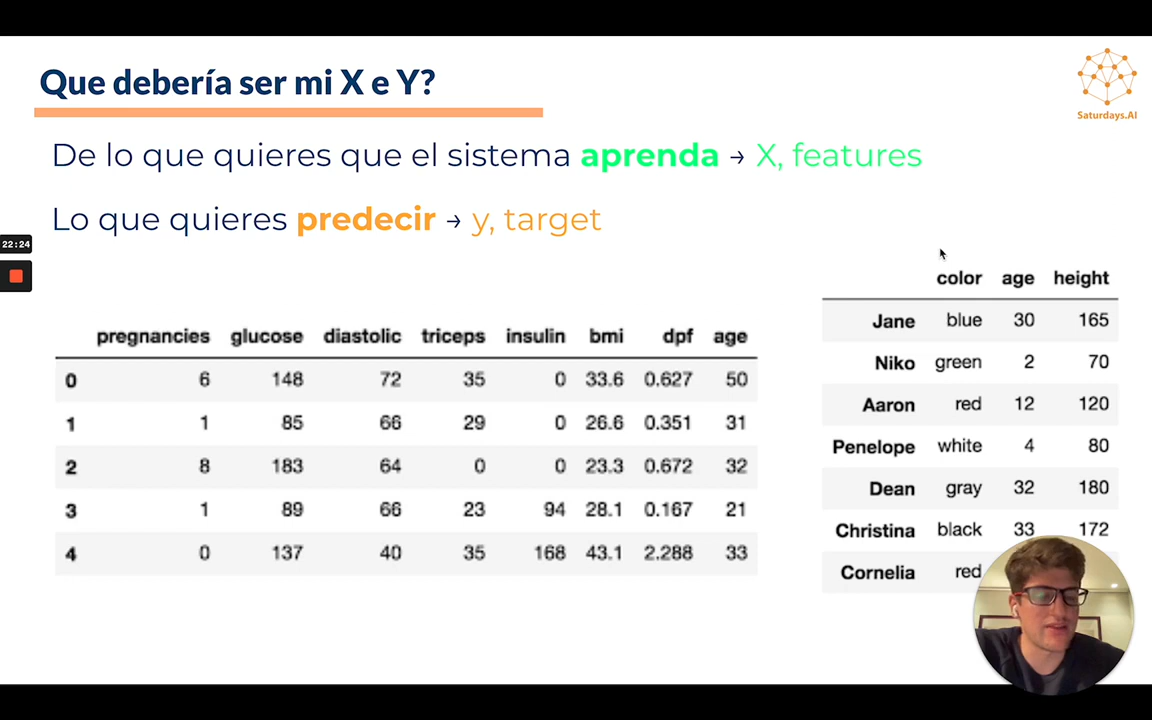 Que debería ser mi X e Y?
Saturdays.AI
De lo que quieres que el sistema aprenda → X, features
Lo que quieres predecir → y, target
22:24
pregnancies glucose diastolic triceps insulin bmi dpf age
0 6 148 72 35 0 33.6 0.627 50
1 1 85 66 29 0 26.6 0.351 31
2 8 183 64 0 0 23.3 0.672 32
3 1 89 66 23 94 28.1 0.167 21
4 0 137 40 35 168 43.1 2.288 33
color age height
Jane blue 30 165
Niko green 2 70
Aaron red 12 120
Penelope white 4 80
Dean gray 32 180
Christina black 33 172
Cornelia red